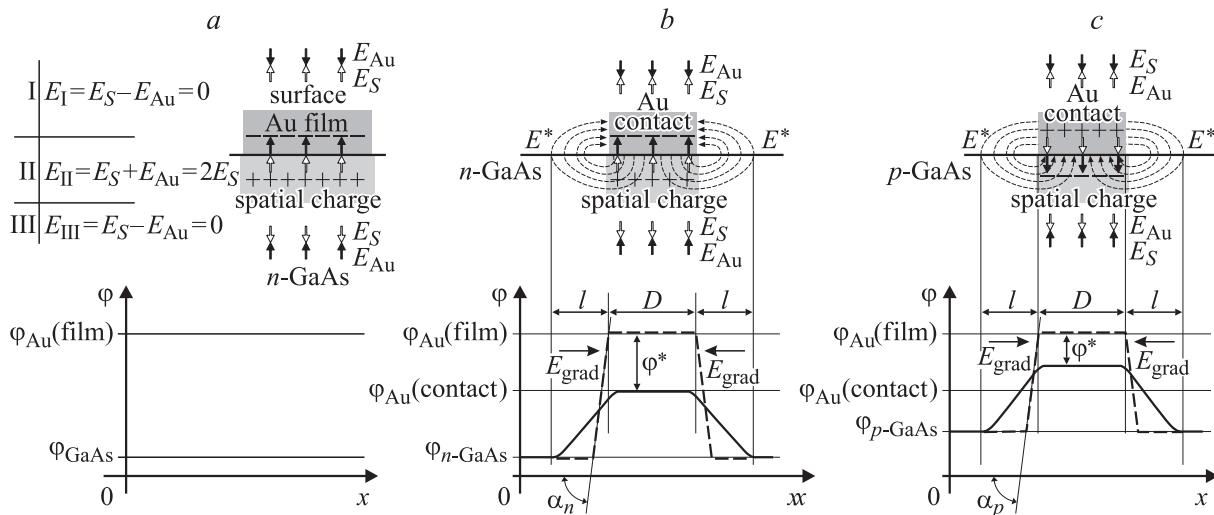 a
I E_I = E_S − E_Au = 0
II E_II = E_S + E_Au = 2E_S
III E_III = E_S − E_Au = 0
E_Au
E_S
surface
Au film
+ + + + + + +
spatial charge
E_S
E_Au
n-GaAs
φ
φ_Au(film)
φ_GaAs
0
x
b
E_Au
E_S
Au
contact
E* E*
n-GaAs
+ + + + +
spatial charge
E_S
E_Au
φ
l D l
φ_Au(film)
E_grad φ* E_grad
φ_Au(contact)
φ_n-GaAs
0
α_n
xx
c
E_S
E_Au
Au
contact
+ + + + +
E* E*
p-GaAs
spatial charge
E_Au
E_S
φ
l D l
φ_Au(film)
E_grad φ* E_grad
φ_Au(contact)
φ_p-GaAs
0
α_p
x